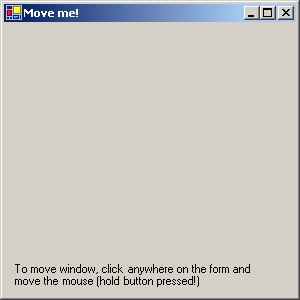 Move me!
To move window, click anywhere on the form and
move the mouse (hold button pressed!)